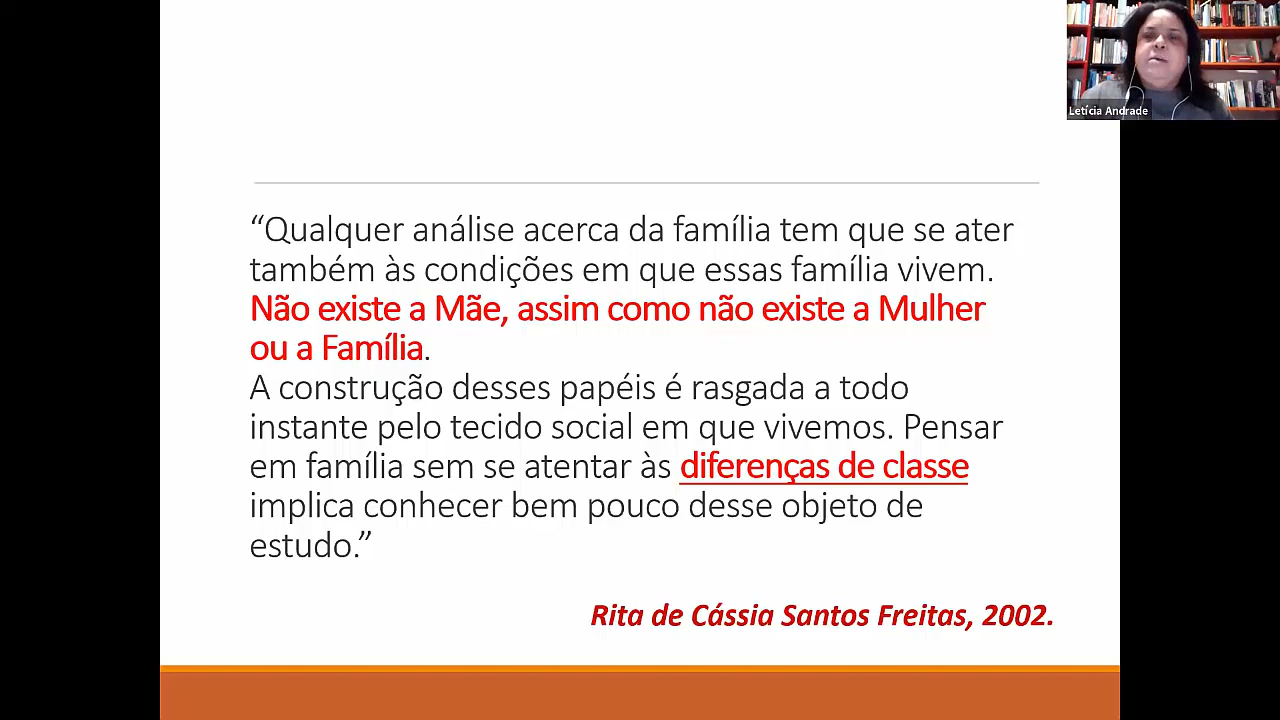 Letícia Andrade
“Qualquer análise acerca da família tem que se ater
também às condições em que essas família vivem.
Não existe a Mãe, assim como não existe a Mulher
ou a Família.
A construção desses papéis é rasgada a todo
instante pelo tecido social em que vivemos. Pensar
em família sem se atentar às diferenças de classe
implica conhecer bem pouco desse objeto de
estudo.”
Rita de Cássia Santos Freitas, 2002.